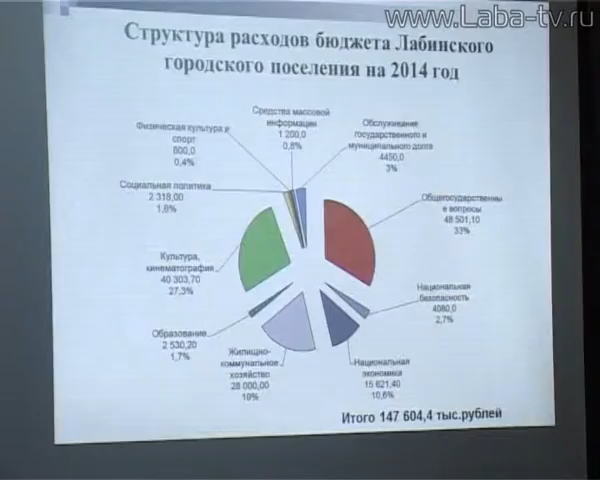 www.Laba-tv.ru
Структура расходов бюджета Лабинского
городского поселения на 2014 год
Средства массовой
информации
1 200,0
0,8%
Обслуживание
государственного и
муниципального долга
4450,0
3%
Общегосударственны
е вопросы
48 501,10
33%
Национальная
безопасность
4080,0
2,7%
Национальная
экономика
15 621,40
10,6%
Жилищно-
коммунальное
хозяйство
28 000,00
Образование
2 530,20
1,7%
Культура,
кинематография
40 303,70
27,3%
Социальная политика
2 318,00
1,6%
Физическая культура и
спорт
600,0
0,4%
Итого 147 604,4 тыс.рублей